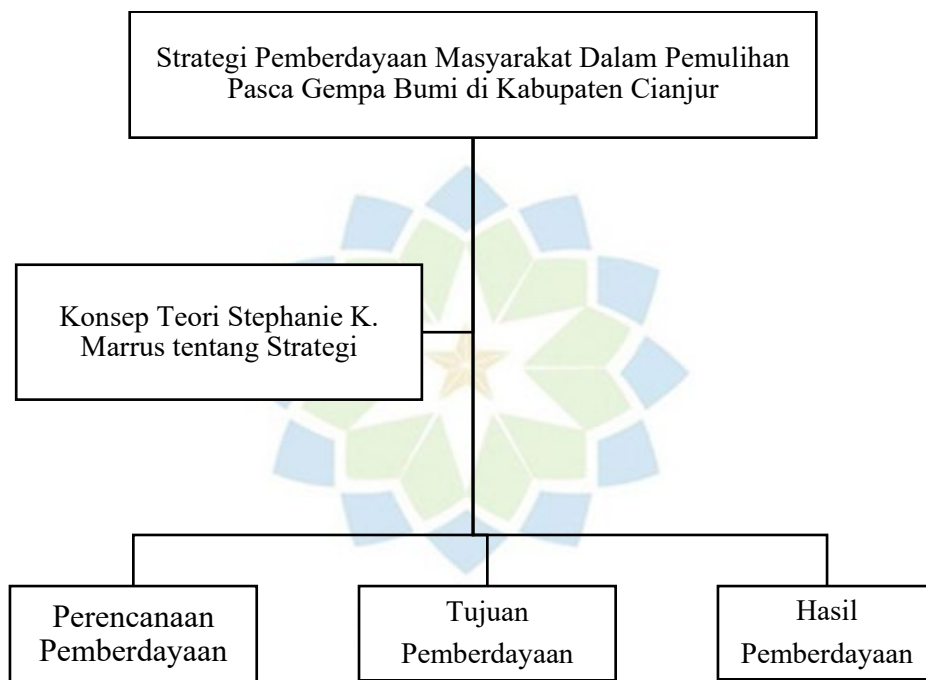 Strategi Pemberdayaan Masyarakat Dalam Pemulihan
Pasca Gempa Bumi di Kabupaten Cianjur
Konsep Teori Stephanie K.
Marrus tentang Strategi
Perencanaan
Pemberdayaan
Tujuan
Pemberdayaan
Hasil
Pemberdayaan